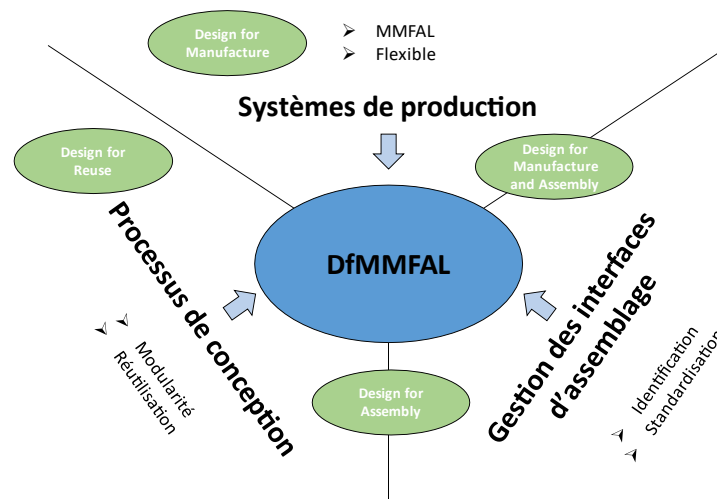 Design for
Manufacture
MMFAL
Flexible
Systèmes de production
Design for
Reuse
Design for
Manufacture
and Assembly
DfMMFAL
Processus de conception
Modularité
Réutilisation
Gestion des interfaces
d'assemblage
Identification
Standardisation
Design for
Assembly